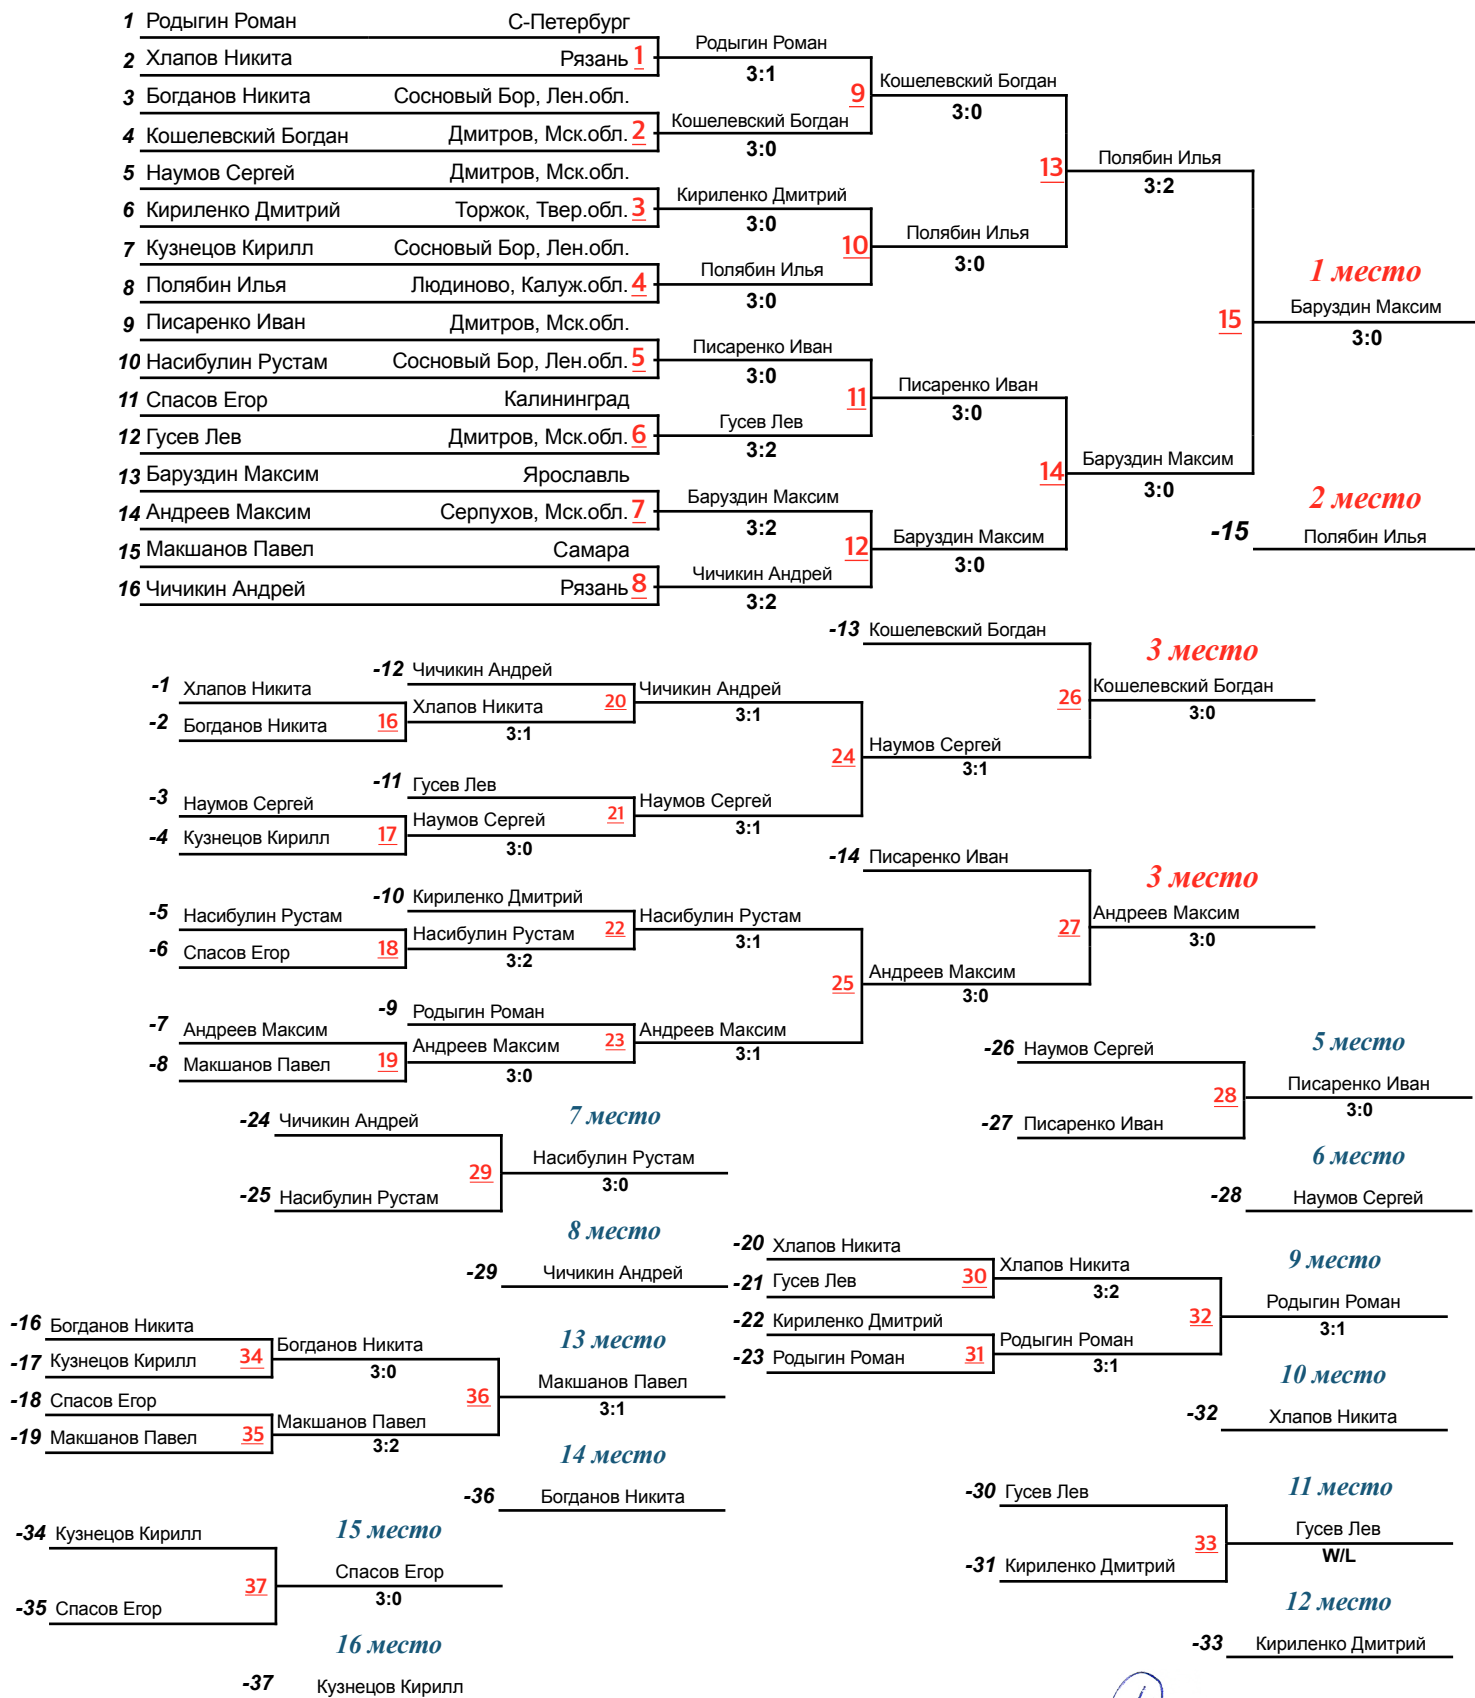 1 Родыгин Роман С-Петербург
Родыгин Роман
2 Хлапов Никита Рязань 1
3:1
3 Богданов Никита Сосновый Бор, Лен.обл.
9 Кошелевский Богдан
3:0
4 Кошелевский Богдан Дмитров, Мск.обл. 2
Кошелевский Богдан
3:0
5 Наумов Сергей Дмитров, Мск.обл.
13 Полябин Илья
3:2
6 Кириленко Дмитрий Торжок, Твер.обл. 3
Кириленко Дмитрий
3:0
7 Кузнецов Кирилл Сосновый Бор, Лен.обл.
10 Полябин Илья
3:0
8 Полябин Илья Людиново, Калуж.обл. 4
Полябин Илья
3:0
1 место
9 Писаренко Иван Дмитров, Мск.обл.
15 Баруздин Максим
3:0
10 Насибулин Рустам Сосновый Бор, Лен.обл. 5
Писаренко Иван
3:0
11 Спасов Егор Калининград
11 Писаренко Иван
3:0
12 Гусев Лев Дмитров, Мск.обл. 6
Гусев Лев
3:2
13 Баруздин Максим Ярославль
14 Баруздин Максим
3:0
14 Андреев Максим Серпухов, Мск.обл. 7
Баруздин Максим
3:2
2 место
-15 Полябин Илья
15 Макшанов Павел Самара
12 Баруздин Максим
3:0
16 Чичикин Андрей Рязань 8
Чичикин Андрей
3:2
-13 Кошелевский Богдан
3 место
-12 Чичикин Андрей
-1 Хлапов Никита
20 Чичикин Андрей
3:1
26 Кошелевский Богдан
3:0
-2 Богданов Никита 16
Хлапов Никита
3:1
24 Наумов Сергей
3:1
-11 Гусев Лев
-3 Наумов Сергей
21 Наумов Сергей
3:1
-4 Кузнецов Кирилл 17
Наумов Сергей
3:0
-14 Писаренко Иван
3 место
-10 Кириленко Дмитрий
-5 Насибулин Рустам
22 Насибулин Рустам
3:1
27 Андреев Максим
3:0
-6 Спасов Егор 18
Насибулин Рустам
3:2
25 Андреев Максим
3:0
-9 Родыгин Роман
-7 Андреев Максим
23 Андреев Максим
3:1
-8 Макшанов Павел 19
Андреев Максим
3:0
-26 Наумов Сергей
5 место
28 Писаренко Иван
3:0
-27 Писаренко Иван
6 место
-28 Наумов Сергей
-24 Чичикин Андрей
7 место
29 Насибулин Рустам
3:0
-25 Насибулин Рустам
8 место
-29 Чичикин Андрей
-20 Хлапов Никита
-21 Гусев Лев 30
Хлапов Никита
3:2
9 место
32 Родыгин Роман
3:1
-22 Кириленко Дмитрий
-23 Родыгин Роман 31
Родыгин Роман
3:1
10 место
-32 Хлапов Никита
-16 Богданов Никита
-17 Кузнецов Кирилл 34
Богданов Никита
3:0
13 место
36 Макшанов Павел
3:1
-18 Спасов Егор
-19 Макшанов Павел 35
Макшанов Павел
3:2
14 место
-36 Богданов Никита
-30 Гусев Лев
11 место
33 Гусев Лев
W/L
-31 Кириленко Дмитрий
12 место
-33 Кириленко Дмитрий
-34 Кузнецов Кирилл
15 место
37 Спасов Егор
3:0
-35 Спасов Егор
16 место
-37 Кузнецов Кирилл